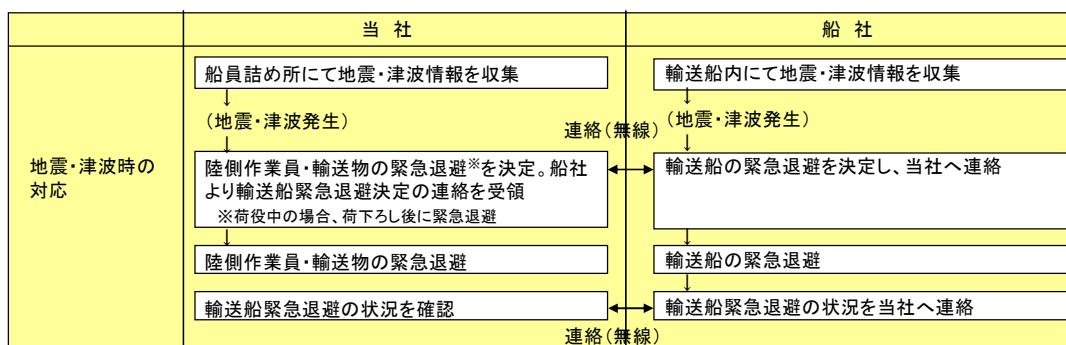 当 社
船 社
地震・津波時の
対応
船員詰め所にて地震・津波情報を収集
↓
(地震・津波発生)
↓
陸側作業員・輸送物の緊急退避※を決定。船社
より輸送船緊急退避決定の連絡を受領
※荷役中の場合、荷下ろし後に緊急退避
↓
陸側作業員・輸送物の緊急退避
輸送船緊急退避の状況を確認
連絡(無線)
連絡(無線)
輸送船内にて地震・津波情報を収集
↓
(地震・津波発生)
↓
輸送船の緊急退避を決定し、当社へ連絡
↓
輸送船の緊急退避
↓
輸送船緊急退避の状況を当社へ連絡